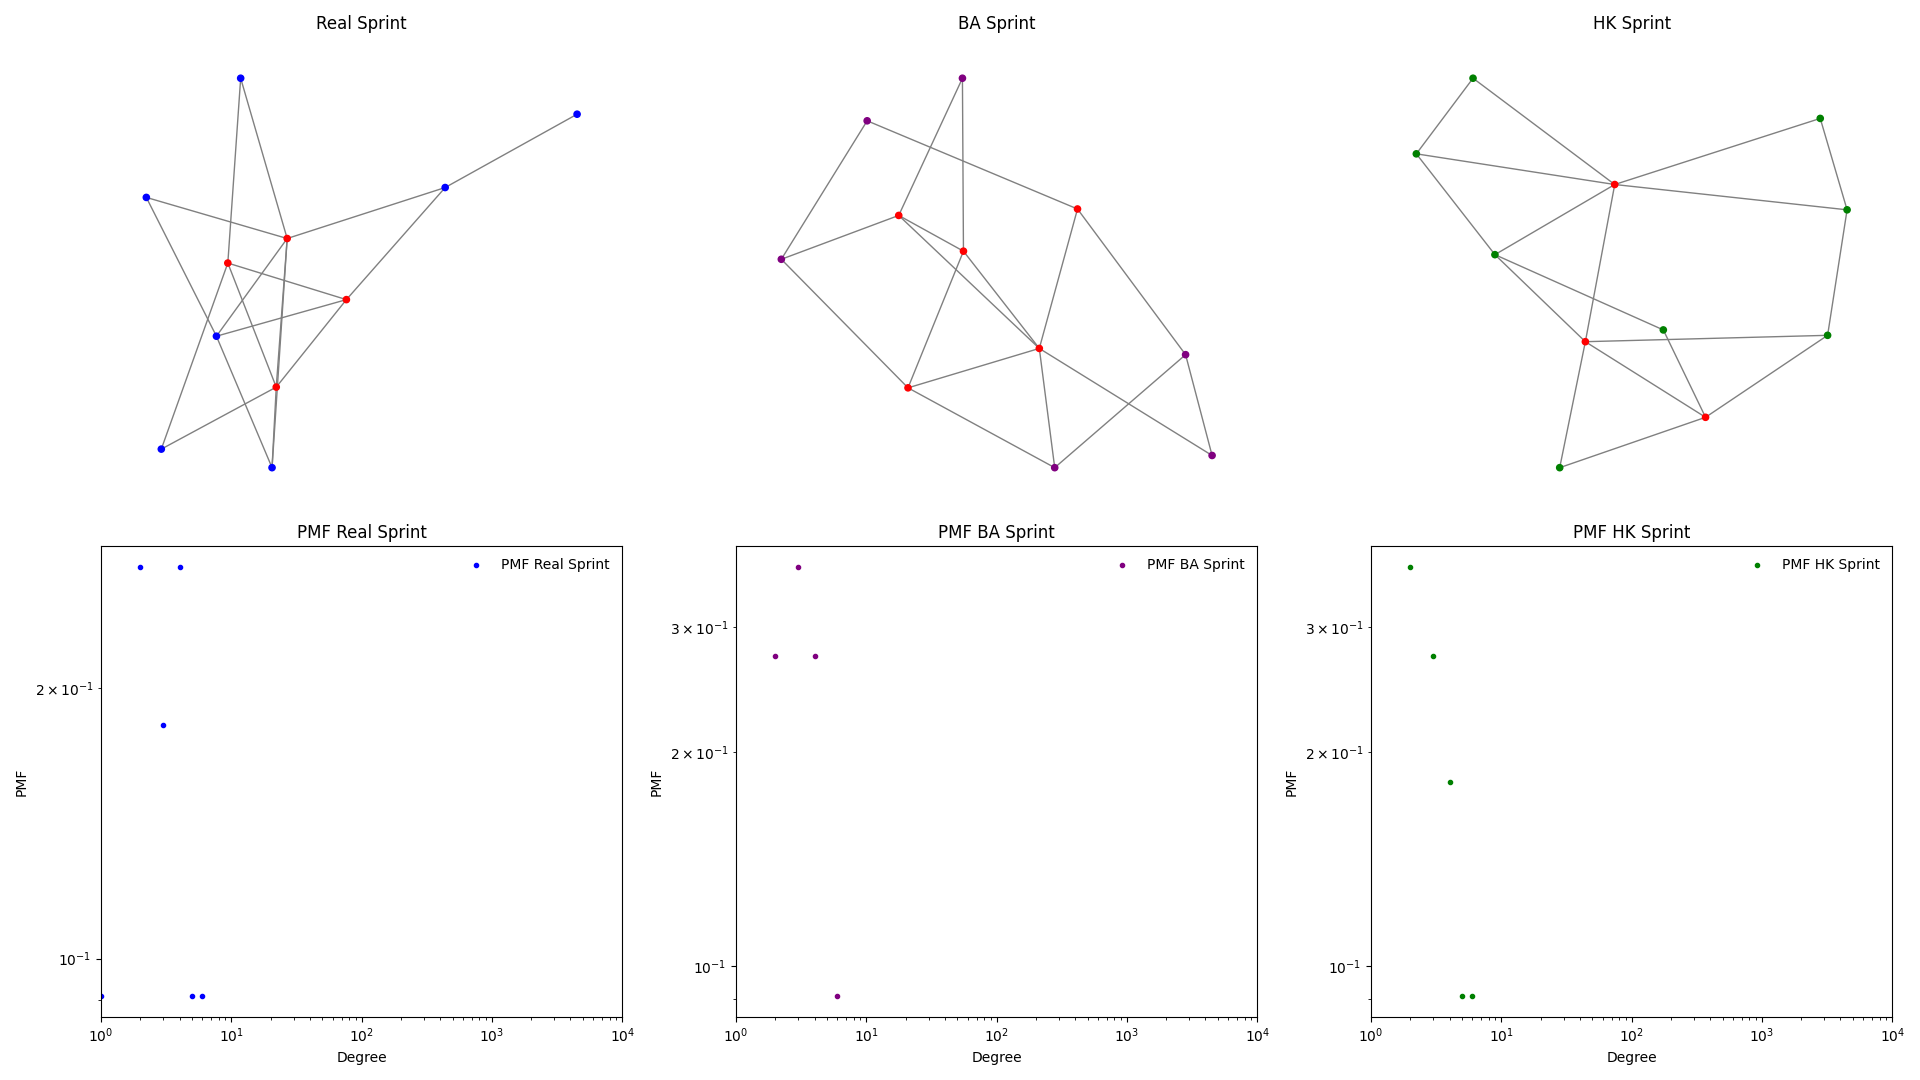 Real Sprint
BA Sprint
HK Sprint
PMF Real Sprint
PMF Real Sprint
PMF
2 × 10⁻¹
10⁻¹
10⁰ 10¹ 10² 10³ 10⁴
Degree
PMF BA Sprint
PMF BA Sprint
PMF
3 × 10⁻¹
2 × 10⁻¹
10⁻¹
10⁰ 10¹ 10² 10³ 10⁴
Degree
PMF HK Sprint
PMF HK Sprint
PMF
3 × 10⁻¹
2 × 10⁻¹
10⁻¹
10⁰ 10¹ 10² 10³ 10⁴
Degree